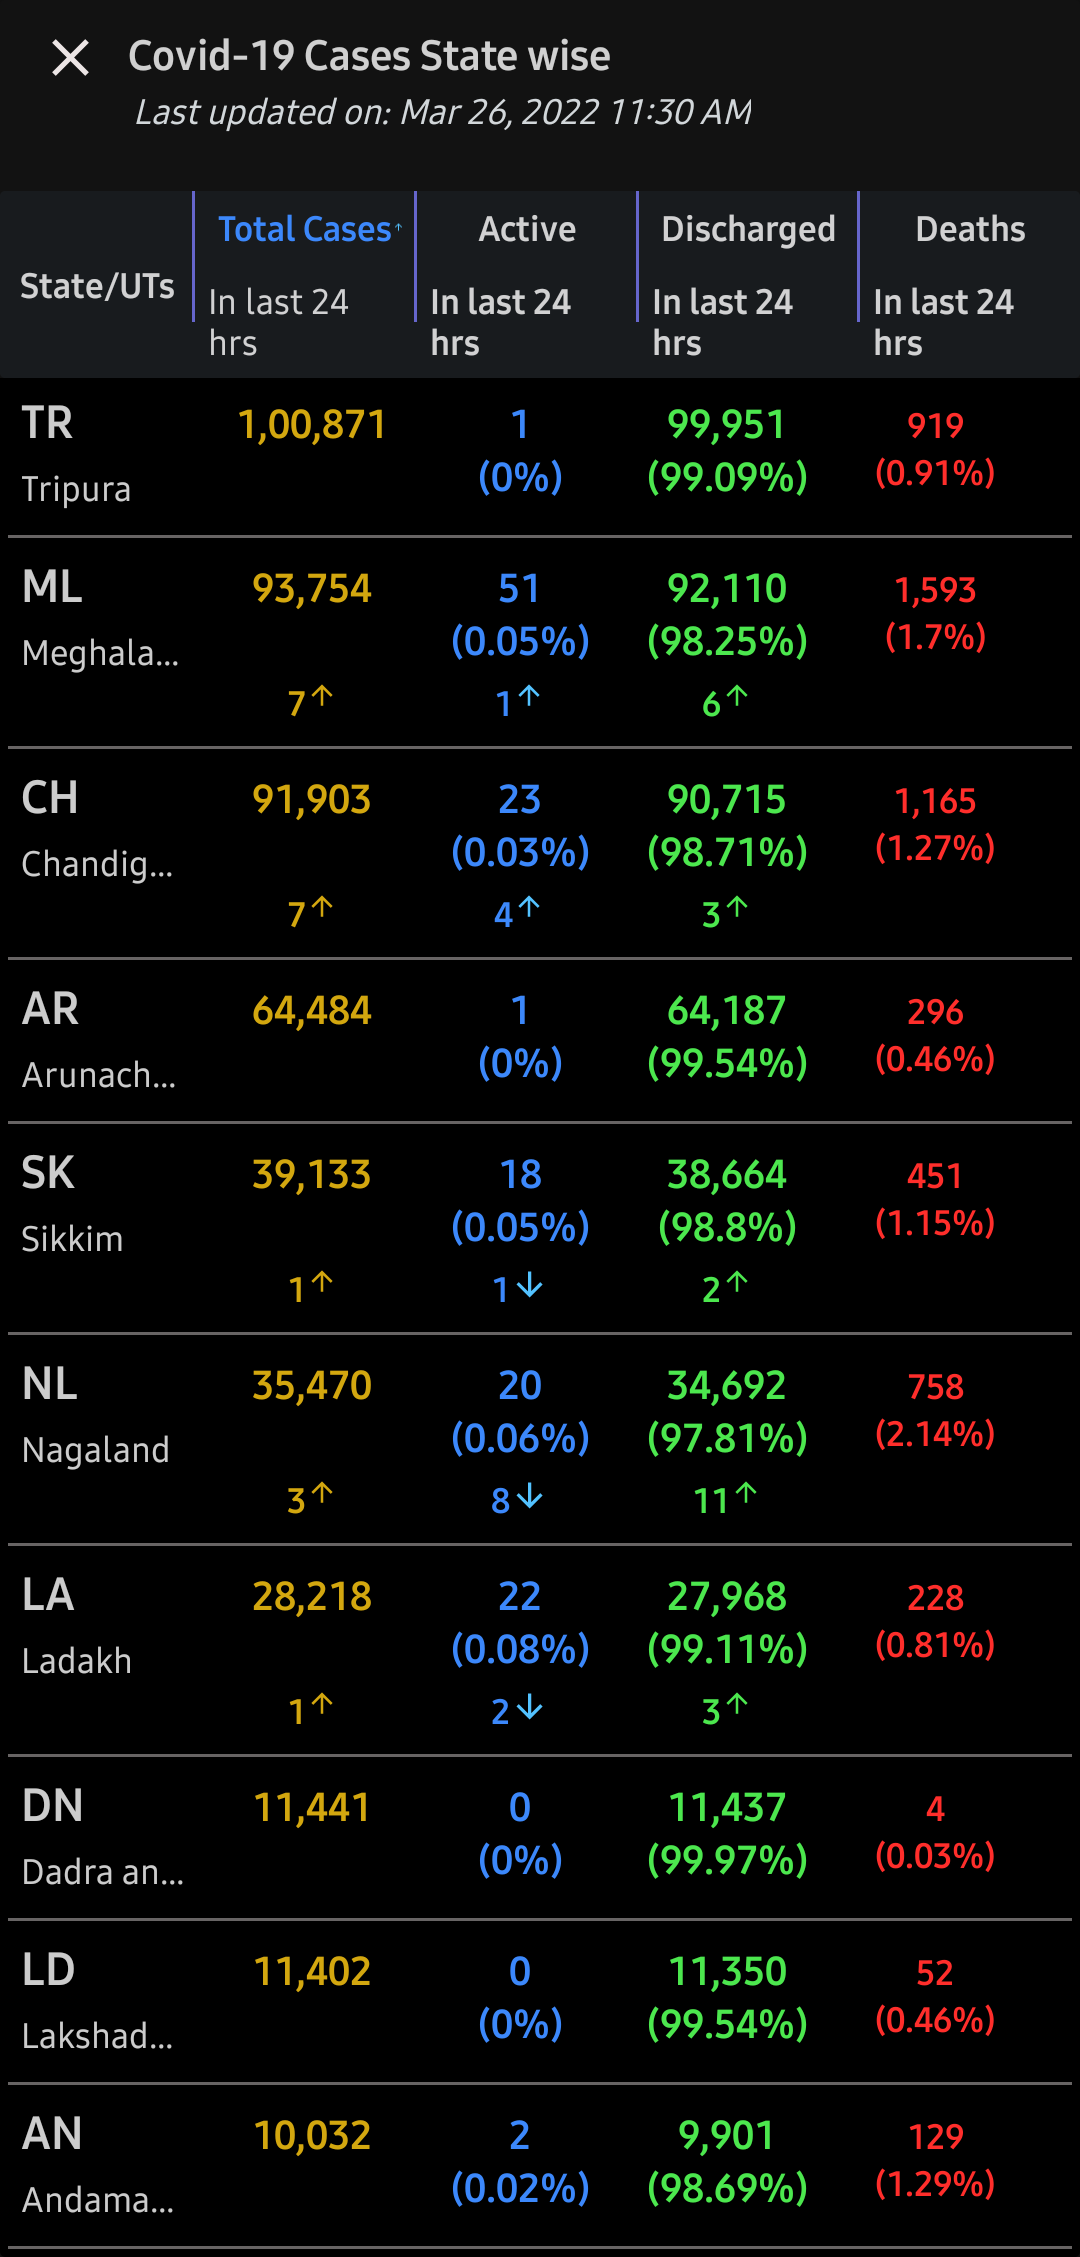 Covid-19 Cases State wise
Last updated on: Mar 26, 2022 11:30 AM
State/UTs
Total Cases↑ Active Discharged Deaths
In last 24 In last 24 In last 24 In last 24
hrs hrs hrs hrs
TR 1,00,871 1 99,951 919
Tripura (0%) (99.09%) (0.91%)
ML 93,754 51 92,110 1,593
Meghala... (0.05%) (98.25%) (1.7%)
7↑ 1↑ 6↑
CH 91,903 23 90,715 1,165
Chandig... (0.03%) (98.71%) (1.27%)
7↑ 4↑ 3↑
AR 64,484 1 64,187 296
Arunach... (0%) (99.54%) (0.46%)
SK 39,133 18 38,664 451
Sikkim (0.05%) (98.8%) (1.15%)
1↑ 1↓ 2↑
NL 35,470 20 34,692 758
Nagaland (0.06%) (97.81%) (2.14%)
3↑ 8↓ 11↑
LA 28,218 22 27,968 228
Ladakh (0.08%) (99.11%) (0.81%)
1↑ 2↓ 3↑
DN 11,441 0 11,437 4
Dadra an... (0%) (99.97%) (0.03%)
LD 11,402 0 11,350 52
Lakshad... (0%) (99.54%) (0.46%)
AN 10,032 2 9,901 129
Andama... (0.02%) (98.69%) (1.29%)